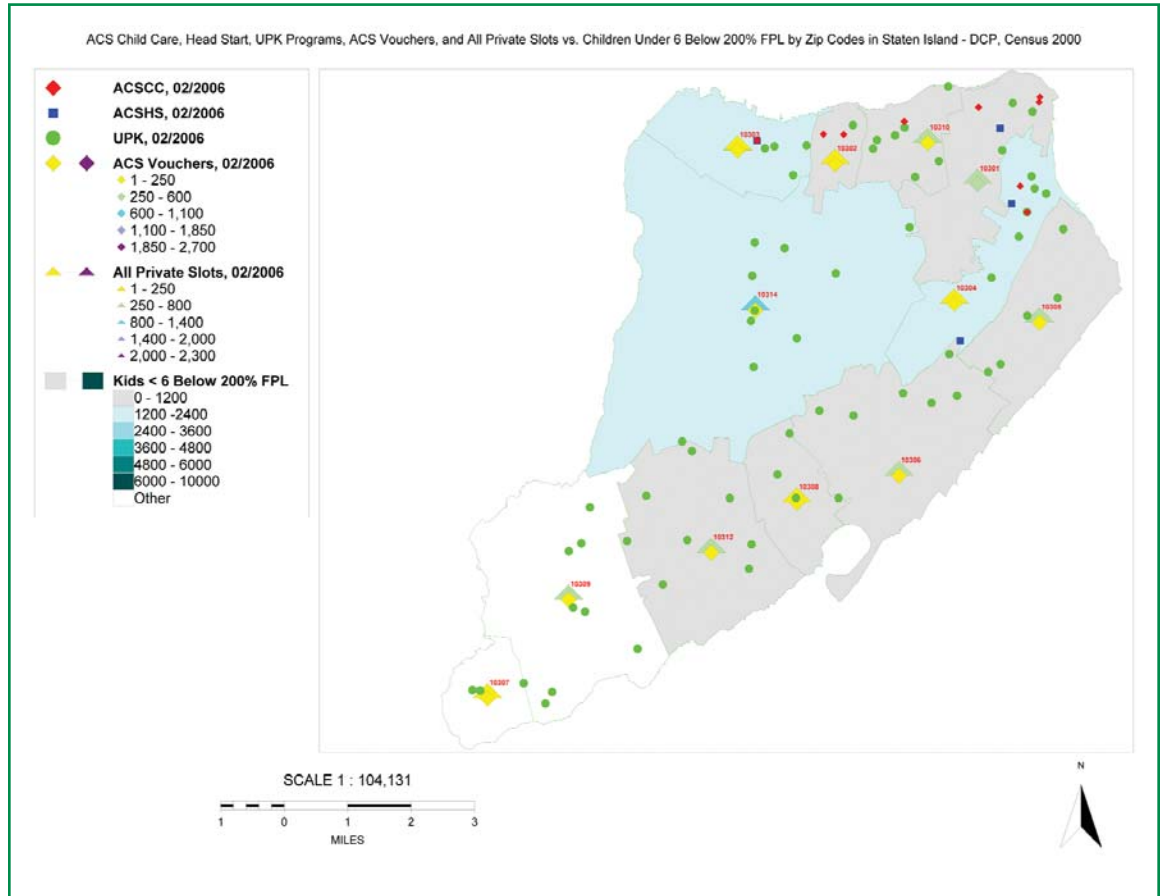 ACS Child Care, Head Start, UPK Programs, ACS Vouchers, and All Private Slots vs. Children Under 6 Below 200% FPL by Zip Codes in Staten Island - DCP, Census 2000
ACSCC, 02/2006
ACSHS, 02/2006
UPK, 02/2006
ACS Vouchers, 02/2006
1 - 250
250 - 600
600 - 1,100
1,100 - 1,850
1,850 - 2,700
All Private Slots, 02/2006
1 - 250
250 - 800
800 - 1,400
1,400 - 2,000
2,000 - 2,300
Kids < 6 Below 200% FPL
0 - 1200
1200 -2400
2400 - 3600
3600 - 4800
4800 - 6000
6000 - 10000
Other
10303
10302
10310
10301
10314
10304
10305
10306
10308
10312
10309
10307
SCALE 1 : 104,131
1 0 1 2 3
MILES
N